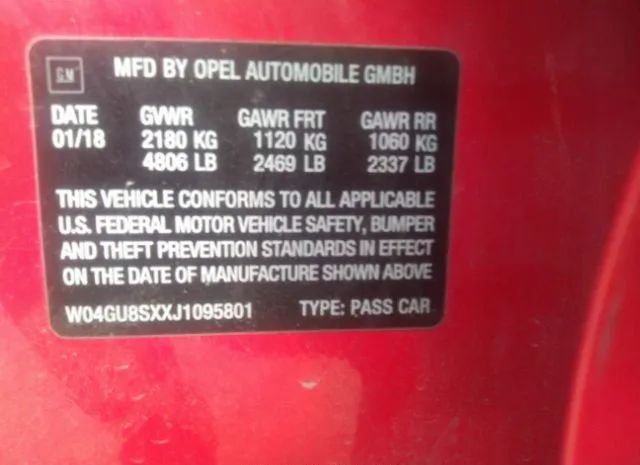 GM MFD BY OPEL AUTOMOBILE GMBH
DATE GVWR GAWR FRT GAWR RR
01/18 2180 KG 1120 KG 1060 KG
4806 LB 2469 LB 2337 LB
THIS VEHICLE CONFORMS TO ALL APPLICABLE
U.S. FEDERAL MOTOR VEHICLE SAFETY, BUMPER
AND THEFT PREVENTION STANDARDS IN EFFECT
ON THE DATE OF MANUFACTURE SHOWN ABOVE
W04GU8SXXJ1095801 TYPE: PASS CAR